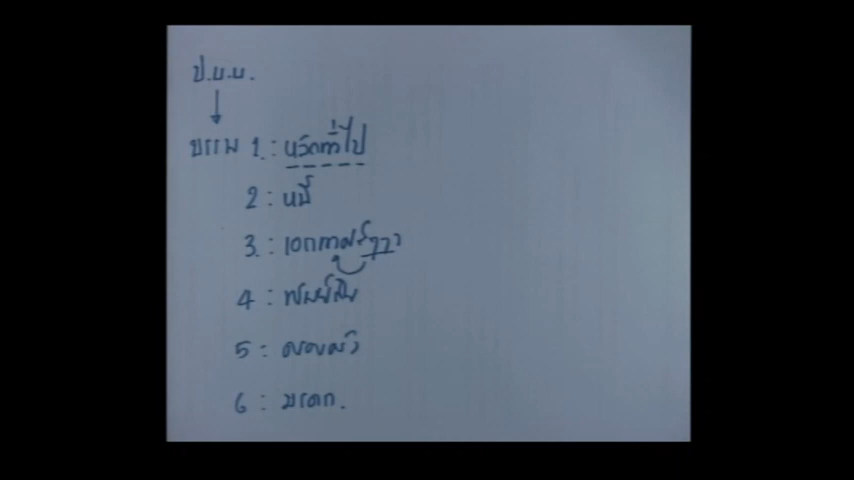 ป.พ.พ.
บรรพ 1 : หลักทั่วไป
2 : หนี้
3. : เอกเทศสัญญา
4 : ทรัพย์สิน
5 : ครอบครัว
6 : มรดก.